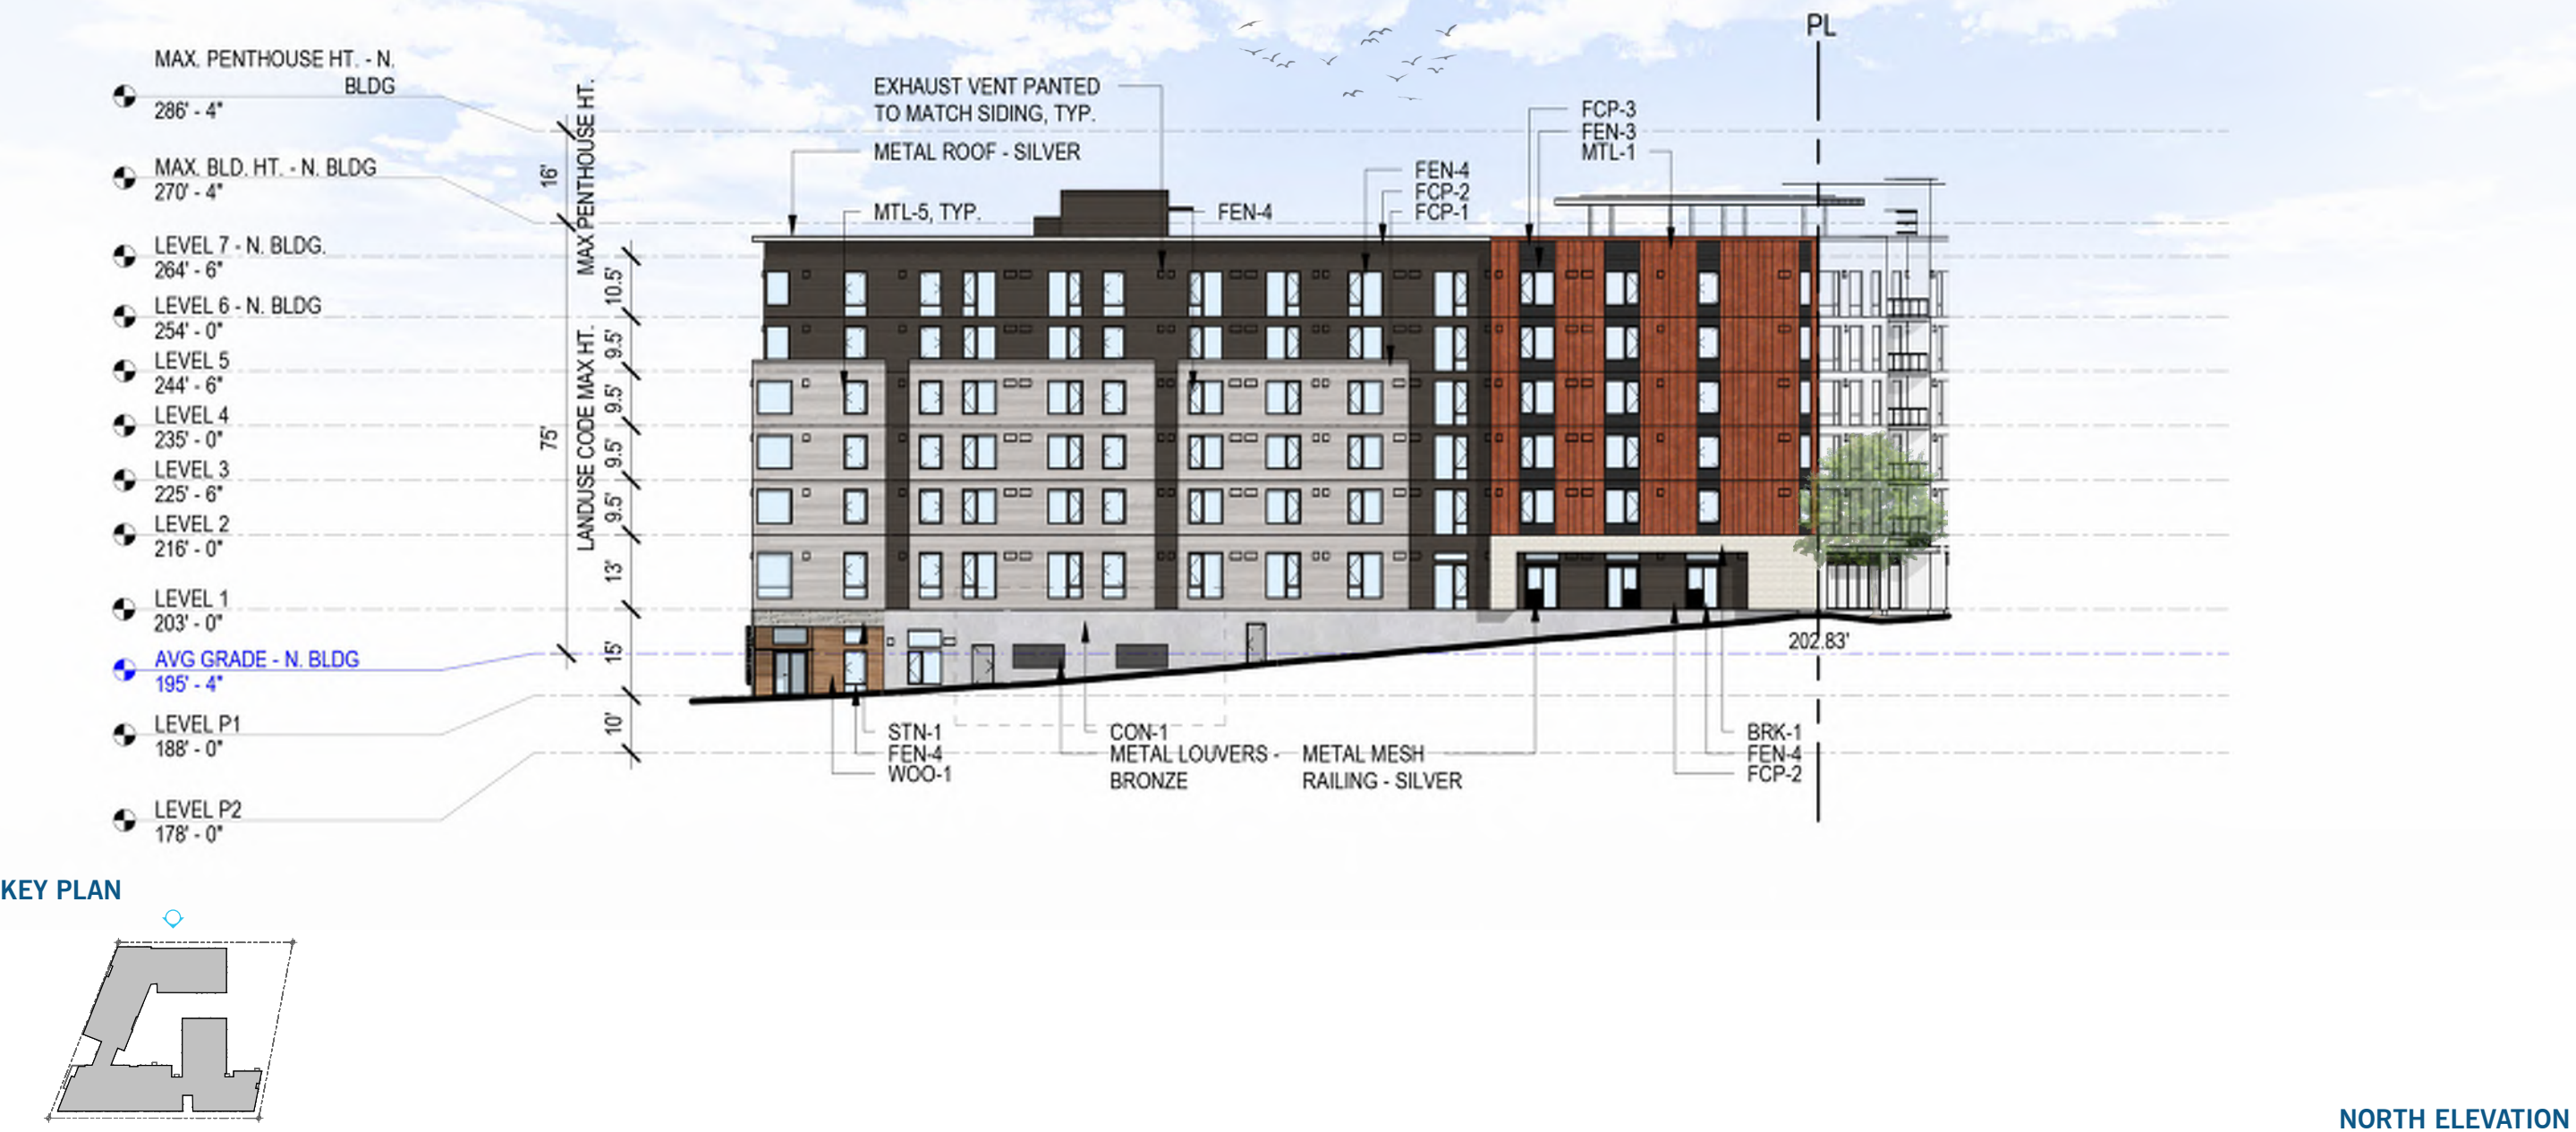 PL
MAX. PENTHOUSE HT. - N.
BLDG
286' - 4"
MAX. BLD. HT. - N. BLDG
270' - 4"
LEVEL 7 - N. BLDG.
264' - 6"
LEVEL 6 - N. BLDG
254' - 0"
LEVEL 5
244' - 6"
LEVEL 4
235' - 0"
LEVEL 3
225' - 6"
LEVEL 2
216' - 0"
LEVEL 1
203' - 0"
AVG GRADE - N. BLDG
195' - 4"
LEVEL P1
188' - 0"
LEVEL P2
178' - 0"
16'
75'
MAX PENTHOUSE HT.
LANDUSE CODE MAX HT.
10.5'
9.5'
9.5'
9.5'
9.5'
13'
15'
10'
EXHAUST VENT PANTED
TO MATCH SIDING, TYP.
METAL ROOF - SILVER
MTL-5, TYP.
FEN-4
FEN-4
FCP-2
FCP-1
FCP-3
FEN-3
MTL-1
202.83'
STN-1
FEN-4
WOO-1
CON-1
METAL LOUVERS -
BRONZE
METAL MESH
RAILING - SILVER
BRK-1
FEN-4
FCP-2
KEY PLAN
NORTH ELEVATION